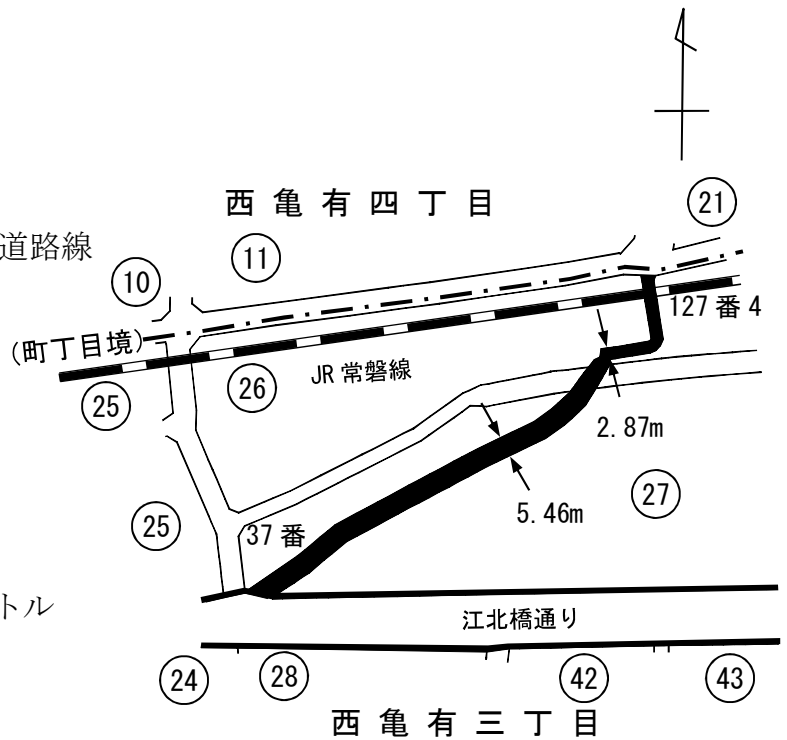 西亀有四丁目
21
道路線
11
10
127番4
(町丁目境)
JR常磐線
26
25
2.87m
27
5.46m
25
37番
トル
江北橋通り
24
28
42
43
西亀有三丁目